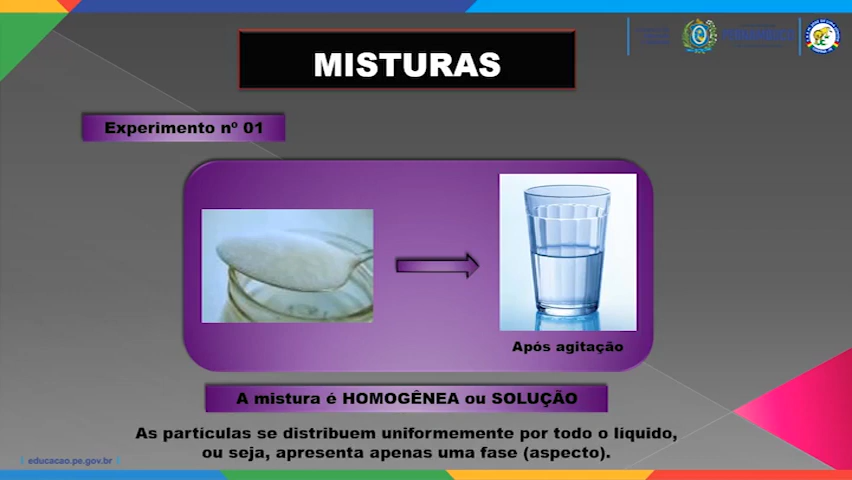 MISTURAS
Experimento nº 01
Após agitação
A mistura é HOMOGÊNEA ou SOLUÇÃO
As partículas se distribuem uniformemente por todo o líquido,
ou seja, apresenta apenas uma fase (aspecto).
educacao.pe.gov.br